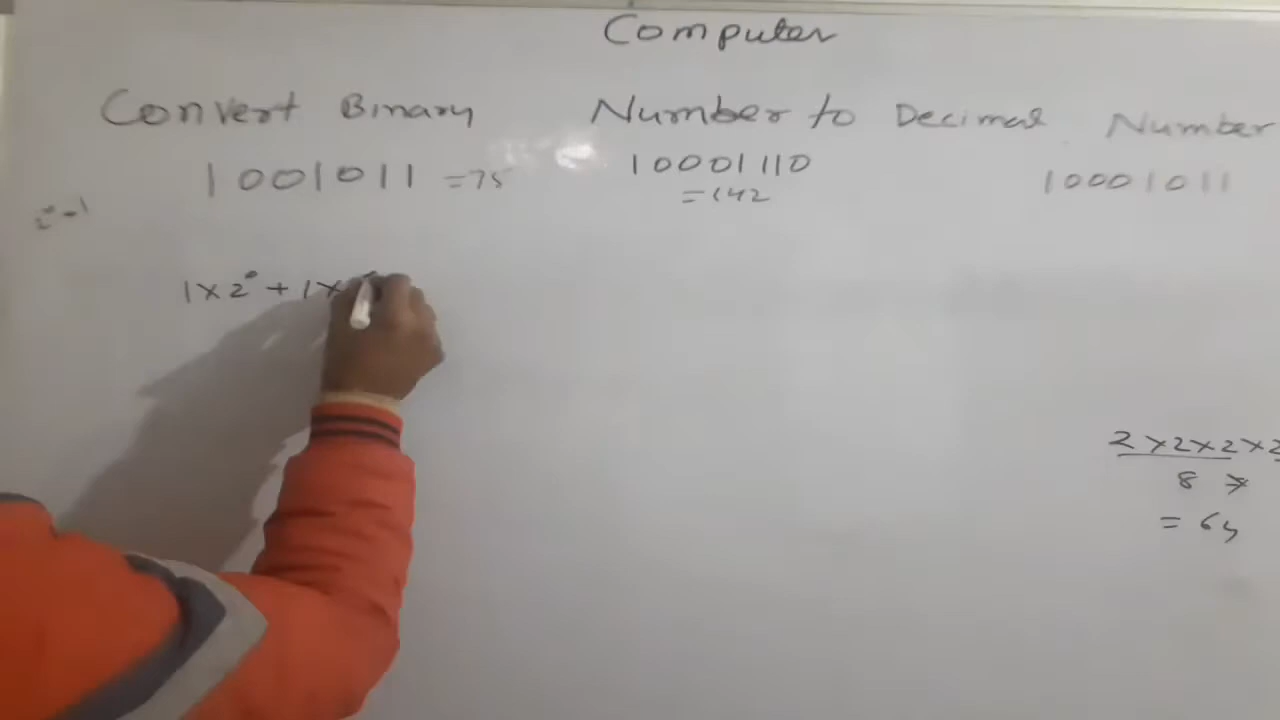 Computer
Convert Binary Number to Decimal Number
1001011 = 75 10001110 10001011
= 142
2° = 1
1 × 2° + 1 ×
2 × 2 × 2 × 2
8 ×
= 64